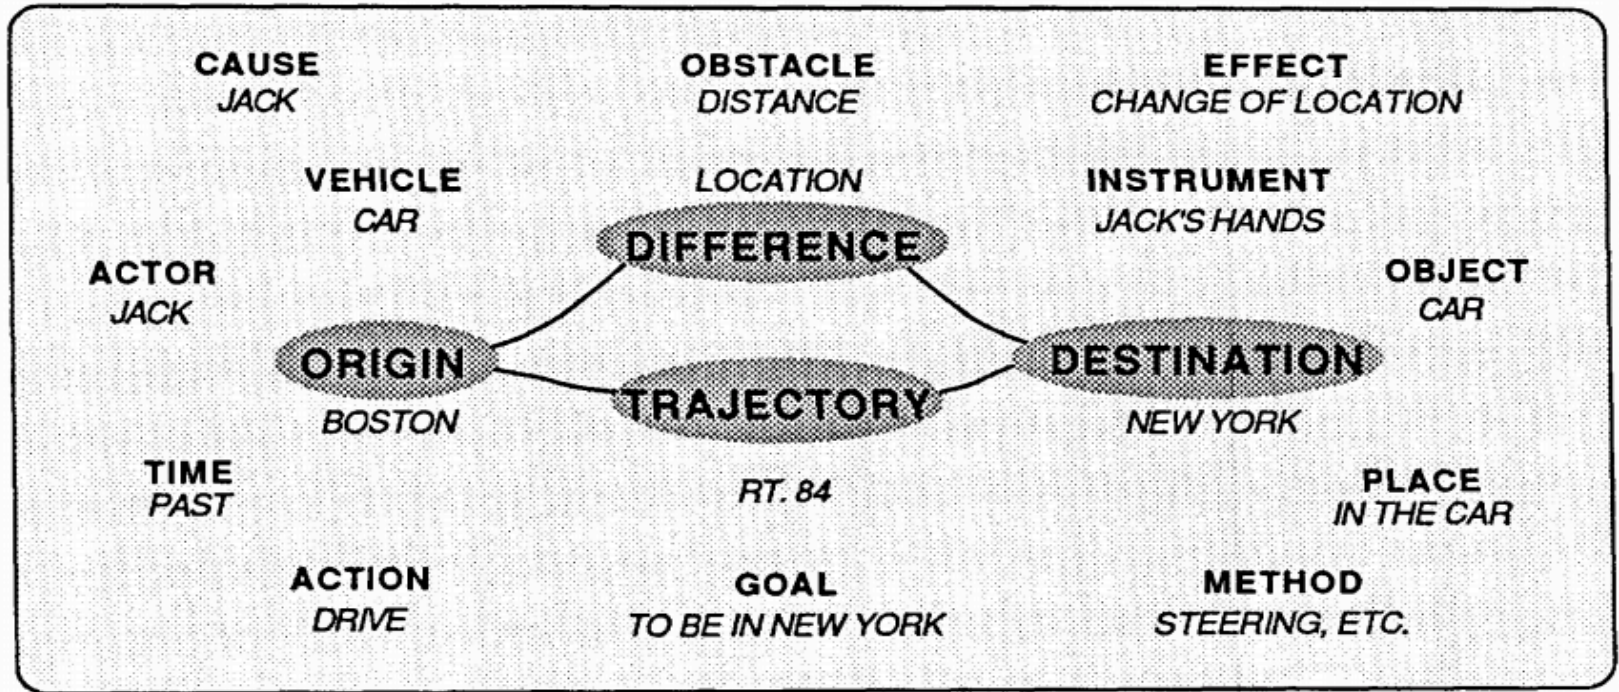 CAUSE
JACK
OBSTACLE
DISTANCE
EFFECT
CHANGE OF LOCATION
VEHICLE
CAR
LOCATION
DIFFERENCE
INSTRUMENT
JACK'S HANDS
ACTOR
JACK
OBJECT
CAR
ORIGIN
BOSTON
TRAJECTORY
RT. 84
DESTINATION
NEW YORK
TIME
PAST
PLACE
IN THE CAR
ACTION
DRIVE
GOAL
TO BE IN NEW YORK
METHOD
STEERING, ETC.